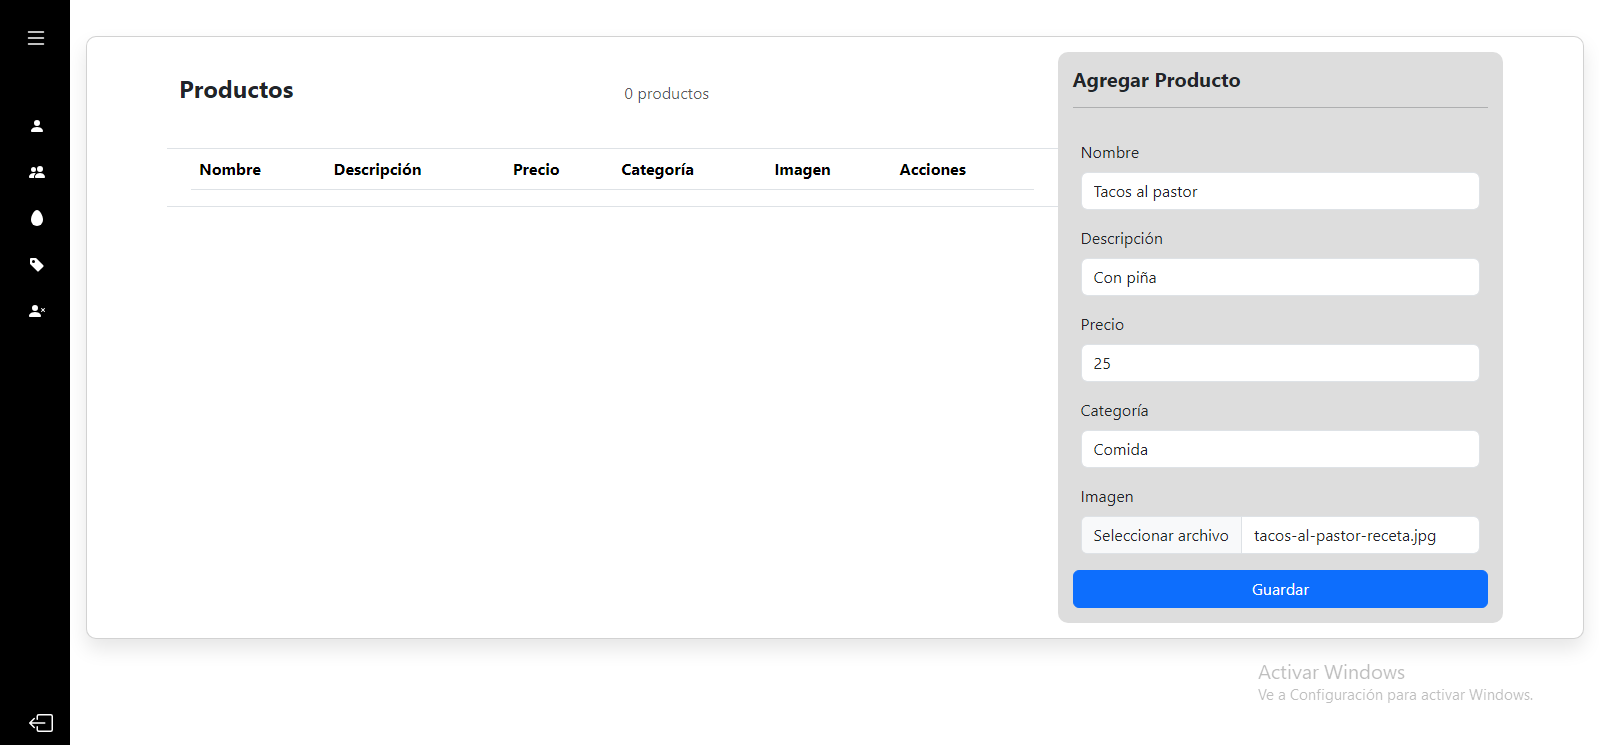 Productos
0 productos
Nombre Descripción Precio Categoría Imagen Acciones
Agregar Producto
Nombre
Tacos al pastor
Descripción
Con piña
Precio
25
Categoría
Comida
Imagen
Seleccionar archivo tacos-al-pastor-receta.jpg
Guardar
Activar Windows
Ve a Configuración para activar Windows.